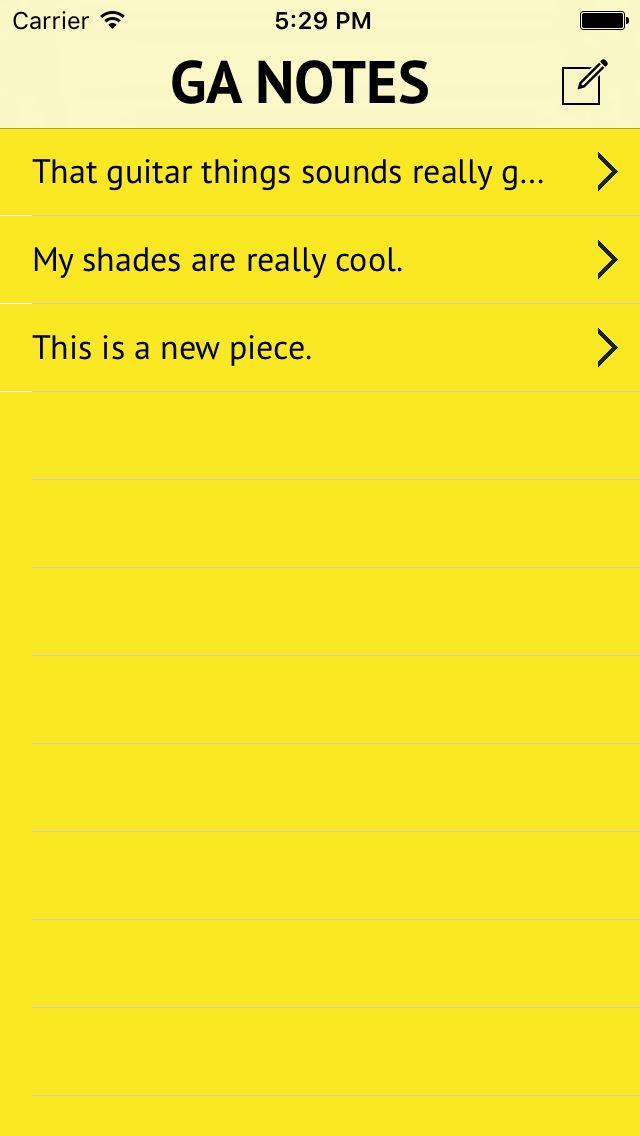 Carrier 5:29 PM
GA NOTES
That guitar things sounds really g...
My shades are really cool.
This is a new piece.